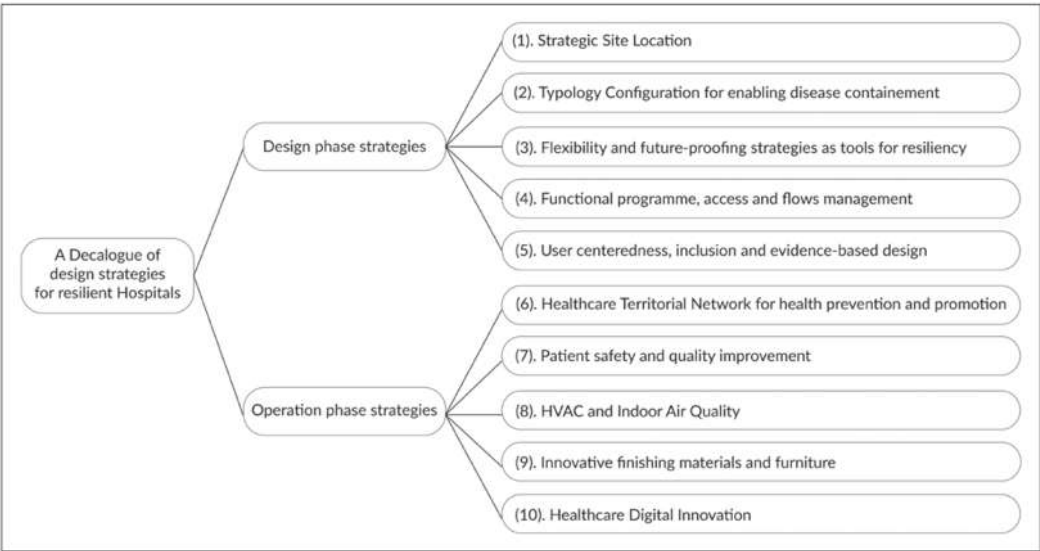 A Decalogue of
design strategies
for resilient Hospitals
Design phase strategies
(1). Strategic Site Location
(2). Typology Configuration for enabling disease containement
(3). Flexibility and future-proofing strategies as tools for resiliency
(4). Functional programme, access and flows management
(5). User centeredness, inclusion and evidence-based design
Operation phase strategies
(6). Healthcare Territorial Network for health prevention and promotion
(7). Patient safety and quality improvement
(8). HVAC and Indoor Air Quality
(9). Innovative finishing materials and furniture
(10). Healthcare Digital Innovation